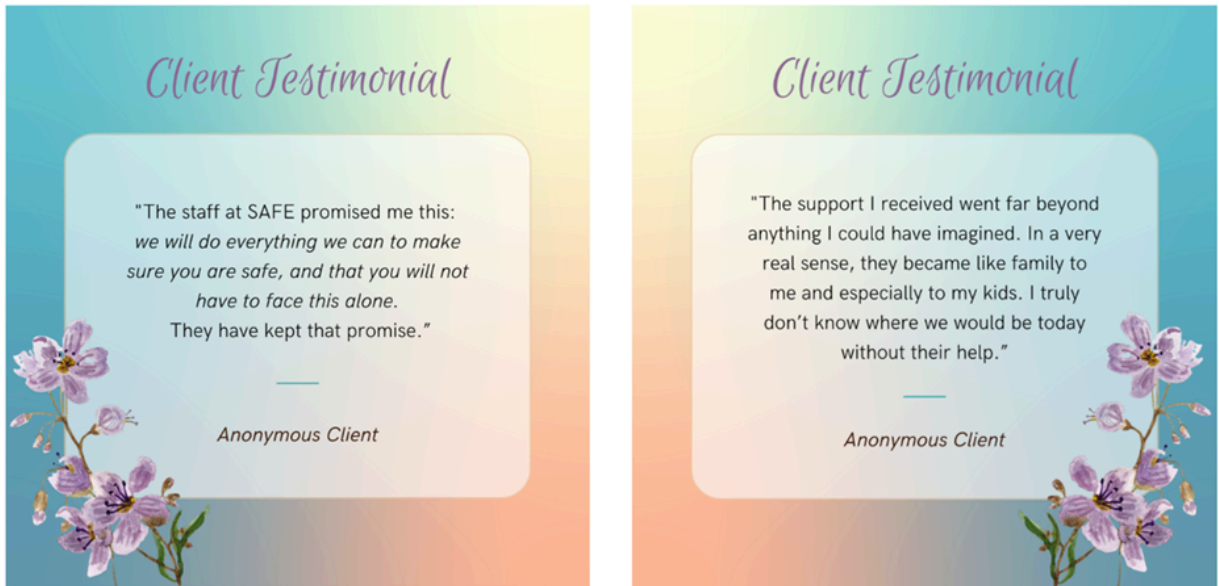 Client Testimonial
"The staff at SAFE promised me this:
we will do everything we can to make
sure you are safe, and that you will not
have to face this alone.
They have kept that promise.”
Anonymous Client
Client Testimonial
"The support I received went far beyond
anything I could have imagined. In a very
real sense, they became like family to
me and especially to my kids. I truly
don’t know where we would be today
without their help.”
Anonymous Client